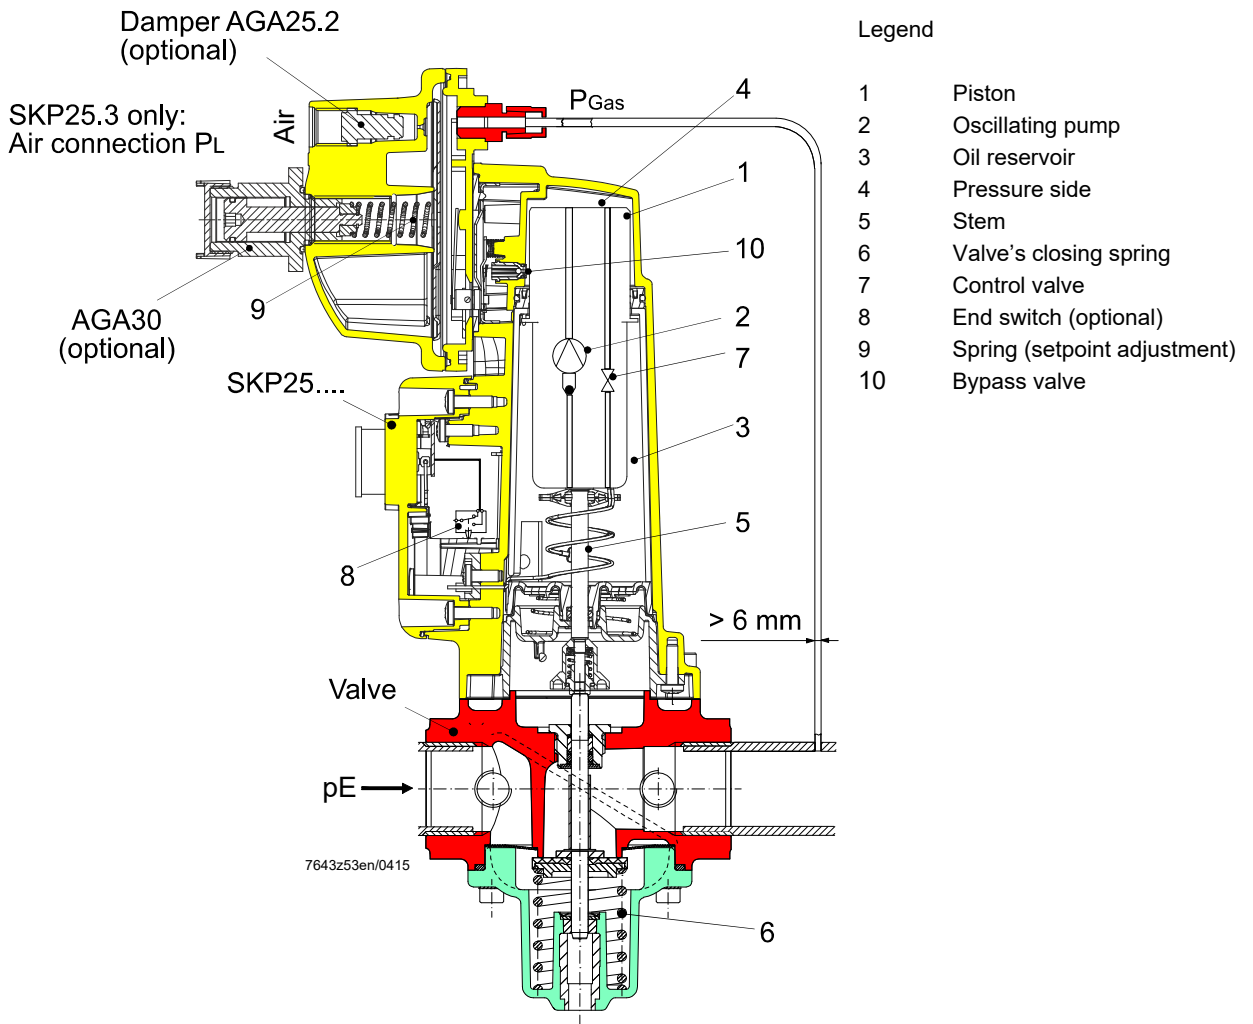 Damper AGA25.2
(optional)
SKP25.3 only:
Air connection PL
Air
PGas
4
1
10
9
AGA30
(optional)
2
7
SKP25....
3
5
8
> 6 mm
Valve
pE
7643z53en/0415
6
Legend
1 Piston
2 Oscillating pump
3 Oil reservoir
4 Pressure side
5 Stem
6 Valve's closing spring
7 Control valve
8 End switch (optional)
9 Spring (setpoint adjustment)
10 Bypass valve